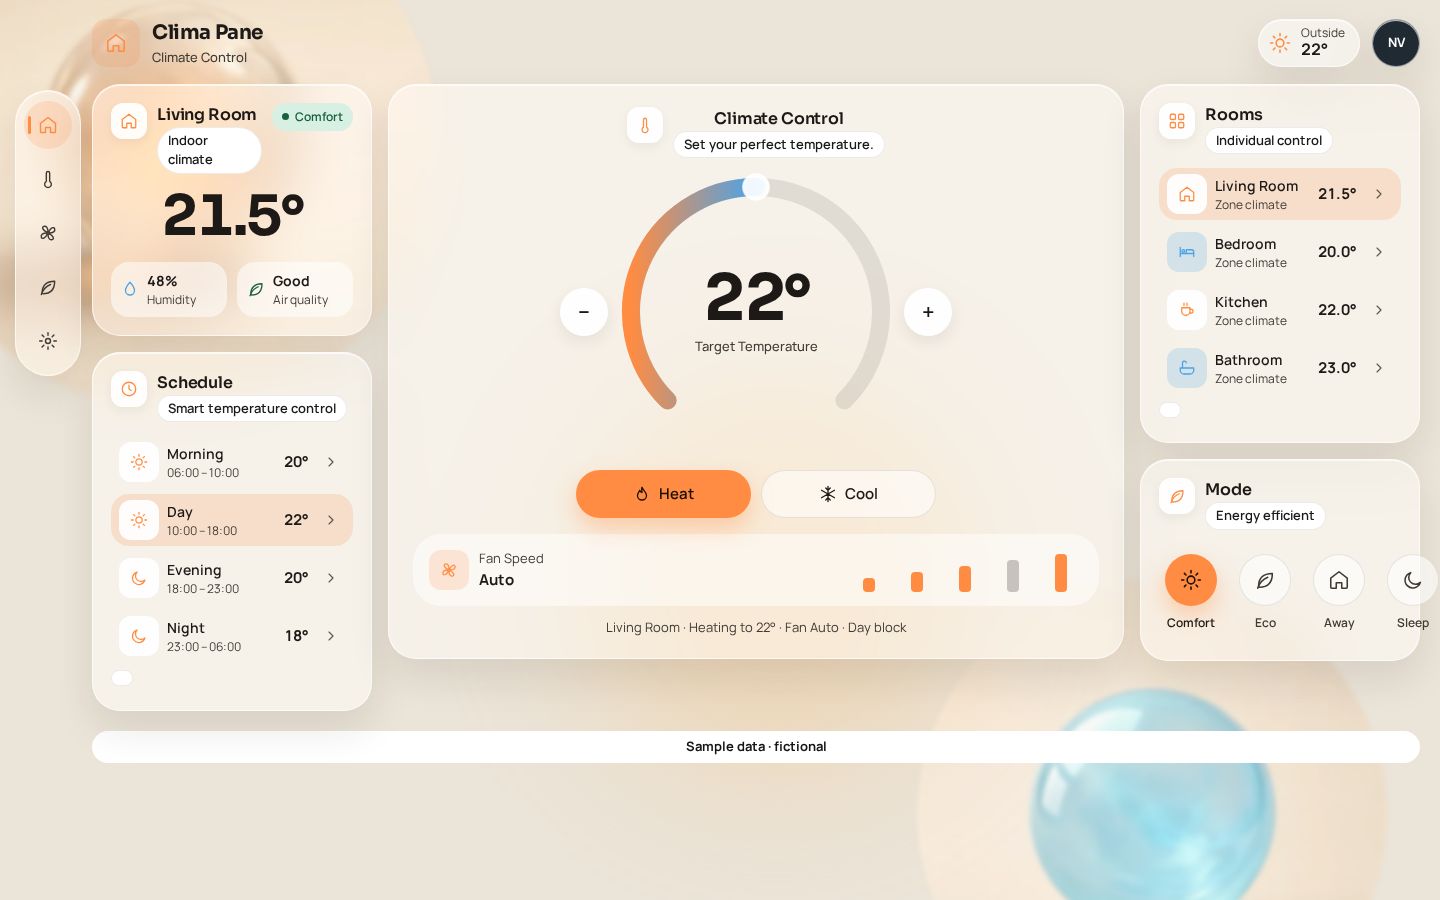 Clima Pane
Climate Control
Outside
22°
NV
Living Room
Comfort
Indoor
climate
21.5°
48%
Humidity
Good
Air quality
Schedule
Smart temperature control
Morning
06:00 – 10:00
20°
Day
10:00 – 18:00
22°
Evening
18:00 – 23:00
20°
Night
23:00 – 06:00
18°
Climate Control
Set your perfect temperature.
−
22°
+
Target Temperature
Heat
Cool
Fan Speed
Auto
Living Room · Heating to 22° · Fan Auto · Day block
Rooms
Individual control
Living Room
Zone climate
21.5°
Bedroom
Zone climate
20.0°
Kitchen
Zone climate
22.0°
Bathroom
Zone climate
23.0°
Mode
Energy efficient
Comfort
Eco
Away
Sleep
Sample data · fictional